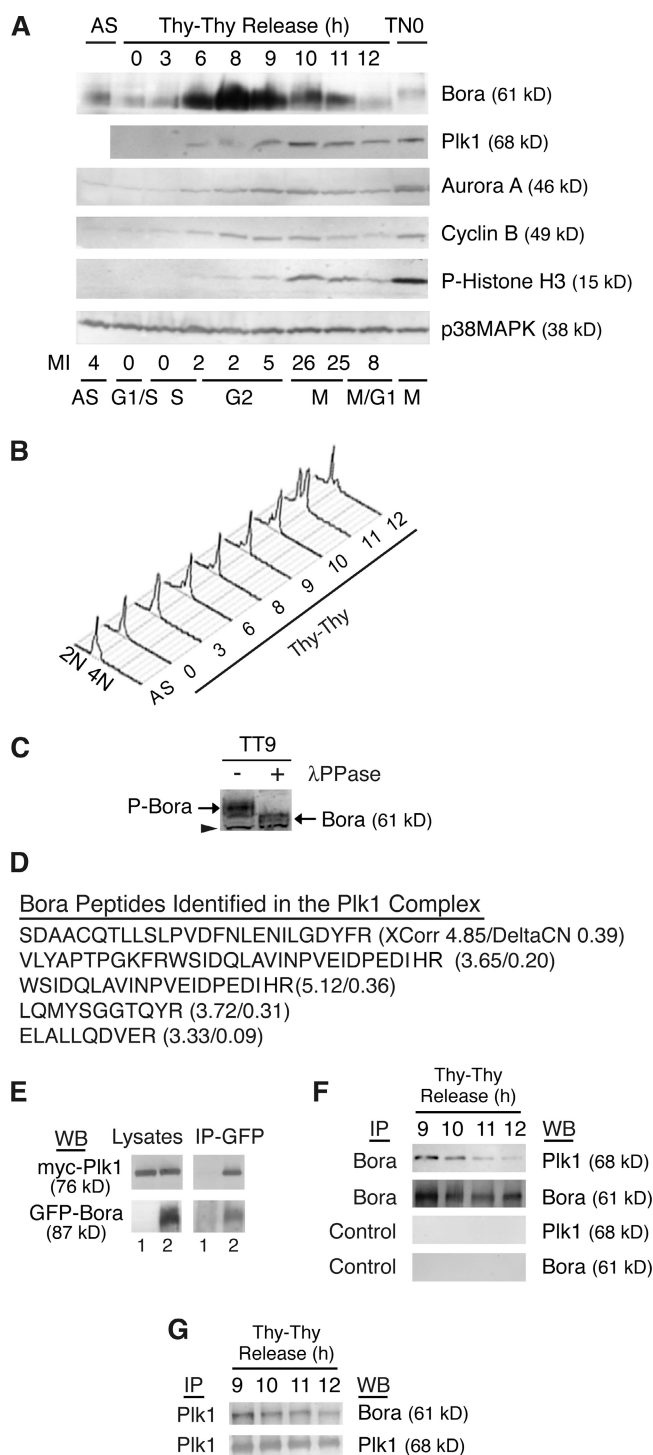 A
AS Thy-Thy Release (h) TN0
0 3 6 8 9 10 11 12
Bora (61 kD)
Plk1 (68 kD)
Aurora A (46 kD)
Cyclin B (49 kD)
P-Histone H3 (15 kD)
p38MAPK (38 kD)
MI 4 0 0 2 2 5 26 25 8
AS G1/S S G2 M M/G1 M
B
2N 4N AS 0 3 6 8 9 10 11 12
Thy-Thy
C
TT9
- + λPPase
P-Bora Bora (61 kD)
D
Bora Peptides Identified in the Plk1 Complex
SDAACQTLLSLPVDFNLENILGDYFR (XCorr 4.85/DeltaCN 0.39)
VLYAPTPGKFRWSIDQLAVINPVEIDPEDIHR (3.65/0.20)
WSIDQLAVINPVEIDPEDIHR(5.12/0.36)
LQMYSGGTQYR (3.72/0.31)
ELALLQDVER (3.33/0.09)
E
WB Lysates IP-GFP
myc-Plk1
(76 kD)
GFP-Bora
(87 kD)
1 2 1 2
F
Thy-Thy
Release (h)
IP 9 10 11 12 WB
Bora Plk1 (68 kD)
Bora Bora (61 kD)
Control Plk1 (68 kD)
Control Bora (61 kD)
G
Thy-Thy
Release (h)
IP 9 10 11 12 WB
Plk1 Bora (61 kD)
Plk1 Plk1 (68 kD)